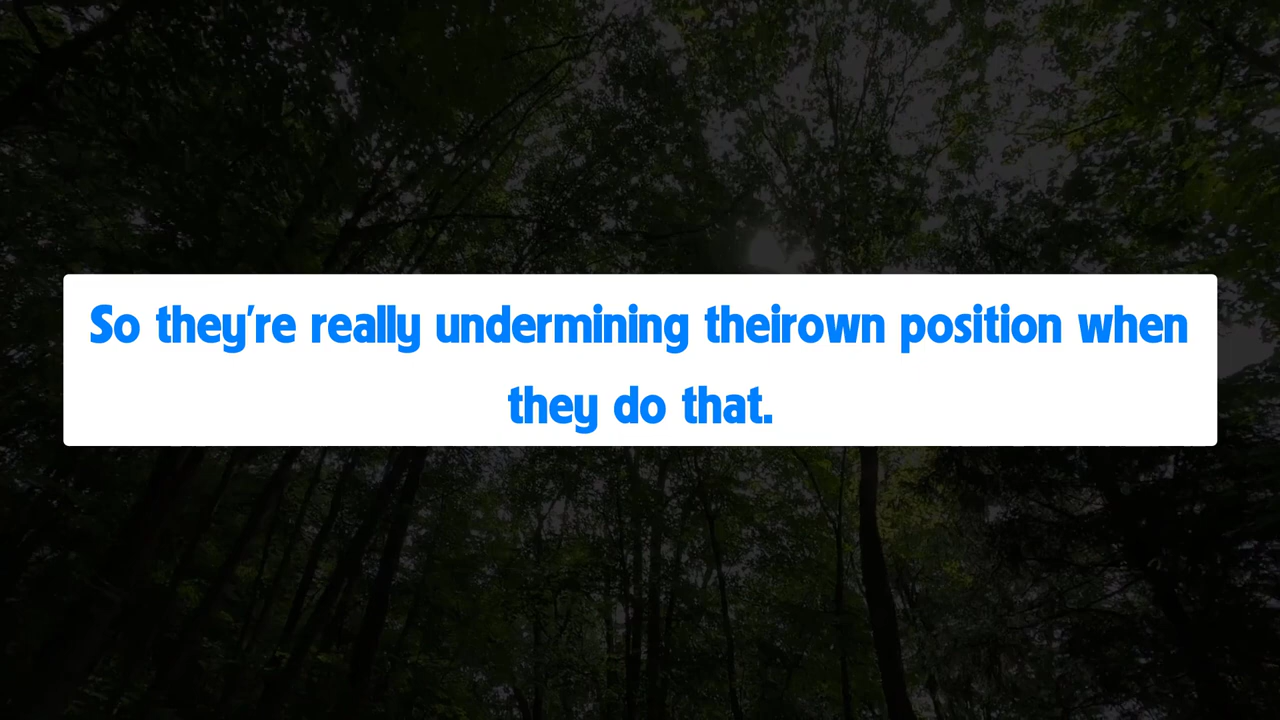 So they're really undermining theirown position when
they do that.